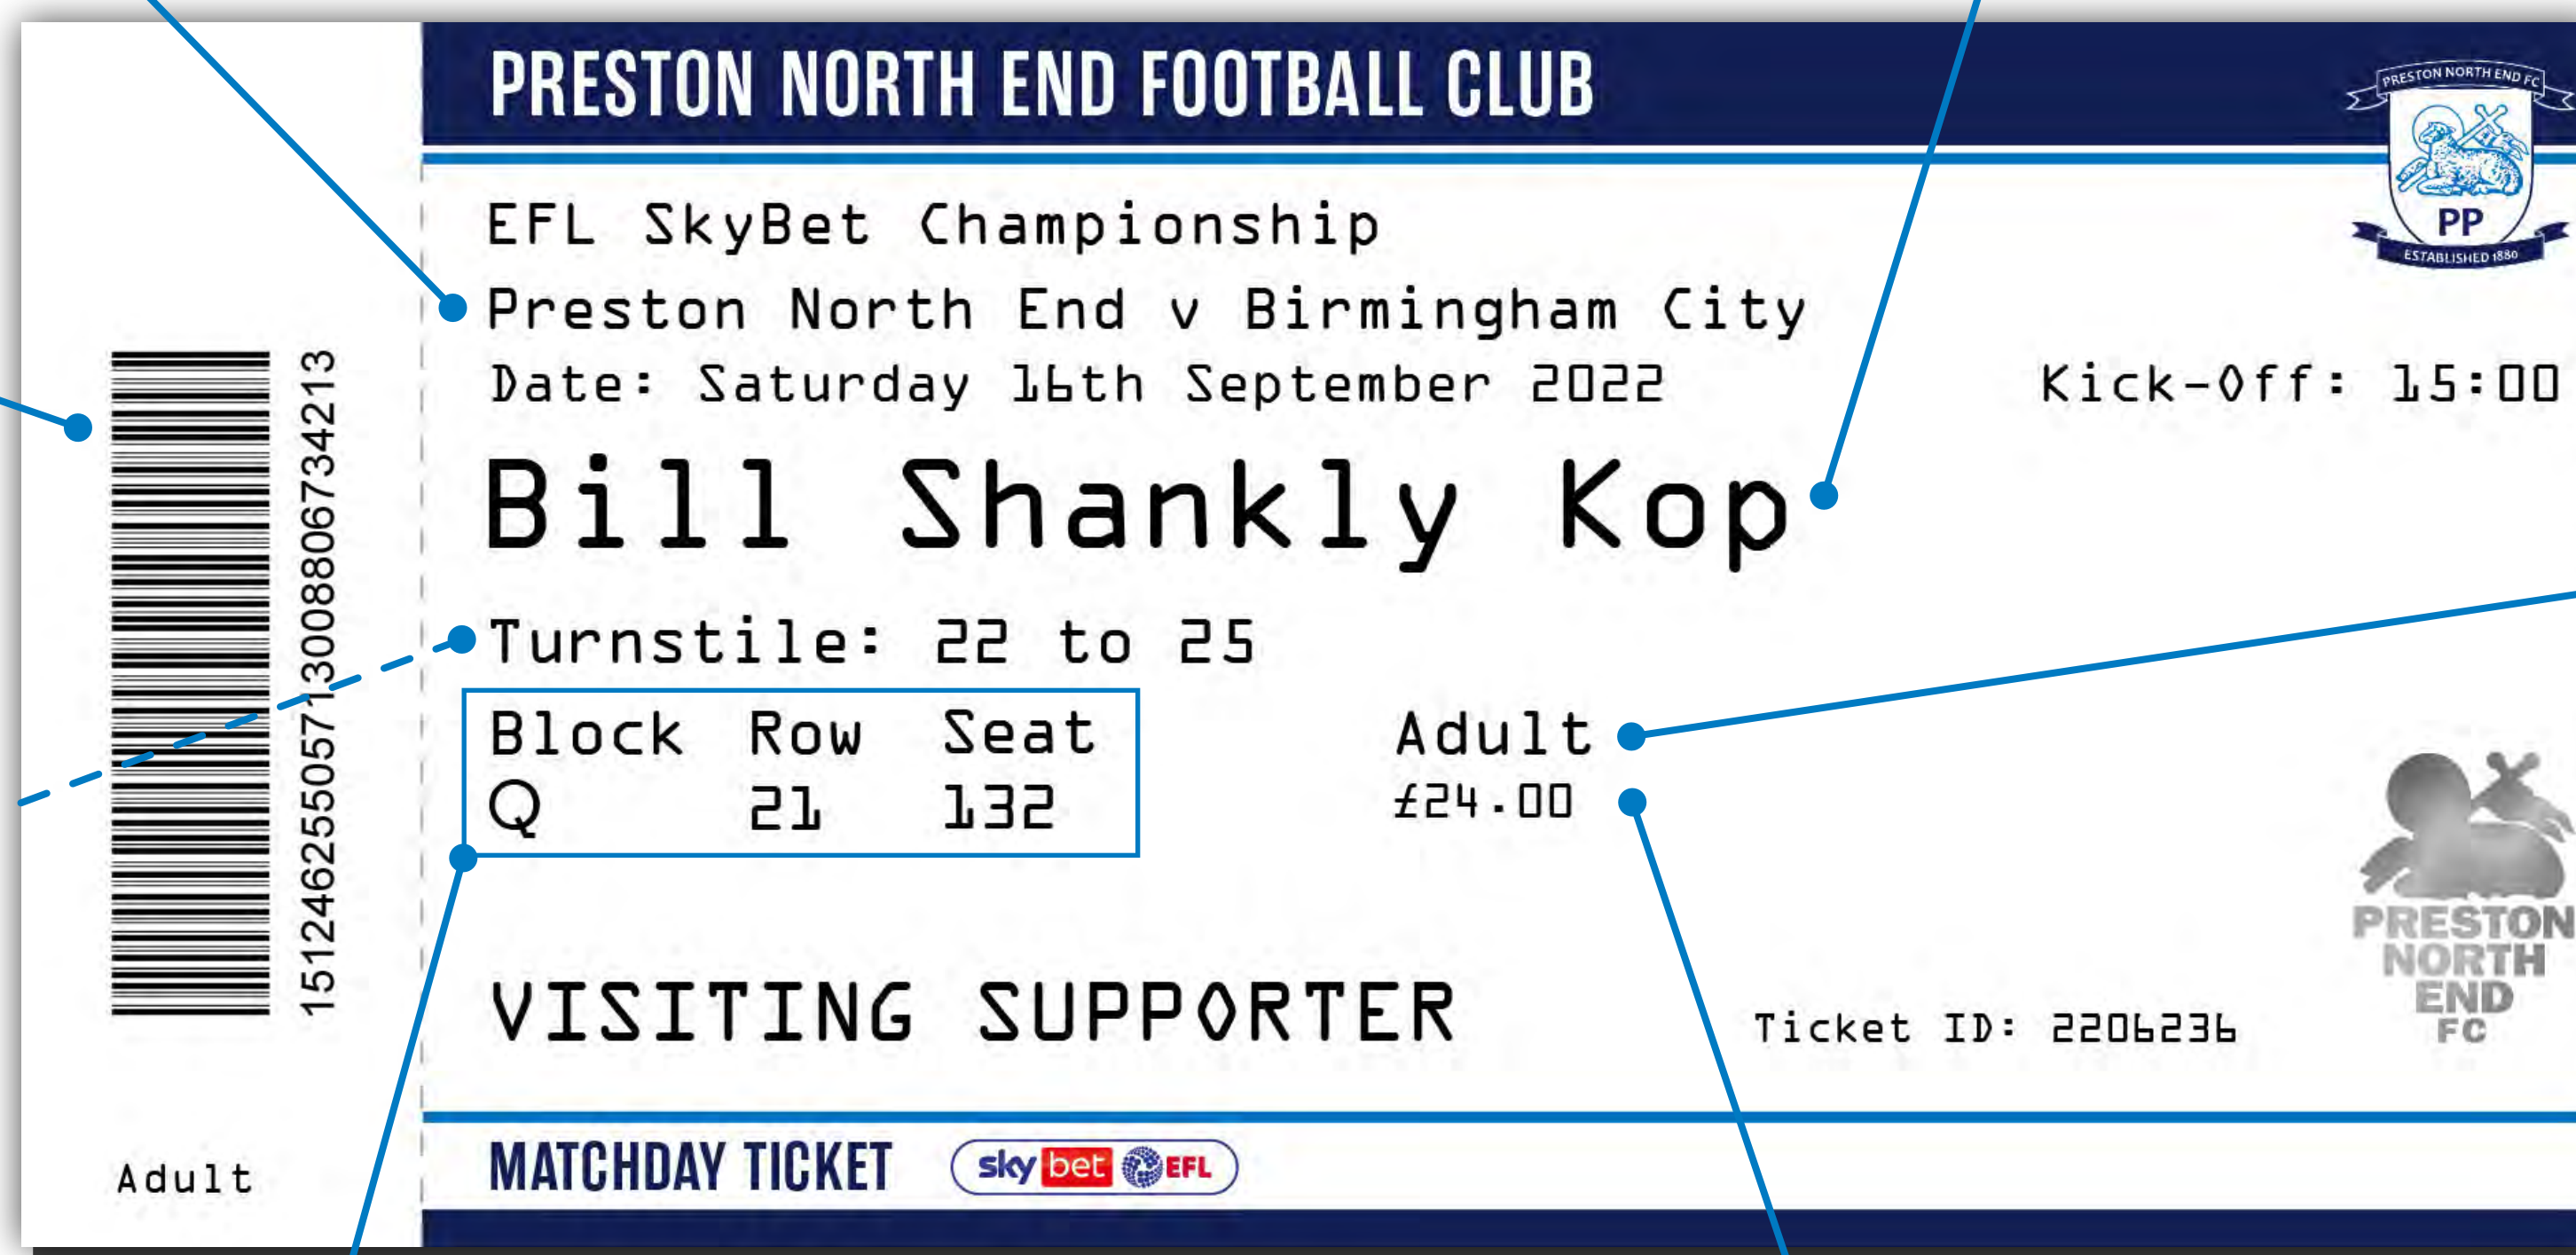 PRESTON NORTH END FOOTBALL CLUB
PRESTON NORTH END FC
PP
ESTABLISHED 1880
EFL SkyBet Championship
Preston North End v Birmingham City
Date: Saturday 16th September 2022
Kick-Off: 15:00
Bill Shankly Kop
Turnstile: 22 to 25
Block Row Seat
Q 21 132
Adult
£24.00
VISITING SUPPORTER
Ticket ID: 2206236
PRESTON
NORTH
END
FC
15124625505713008806734213
Adult
MATCHDAY TICKET
sky bet EFL